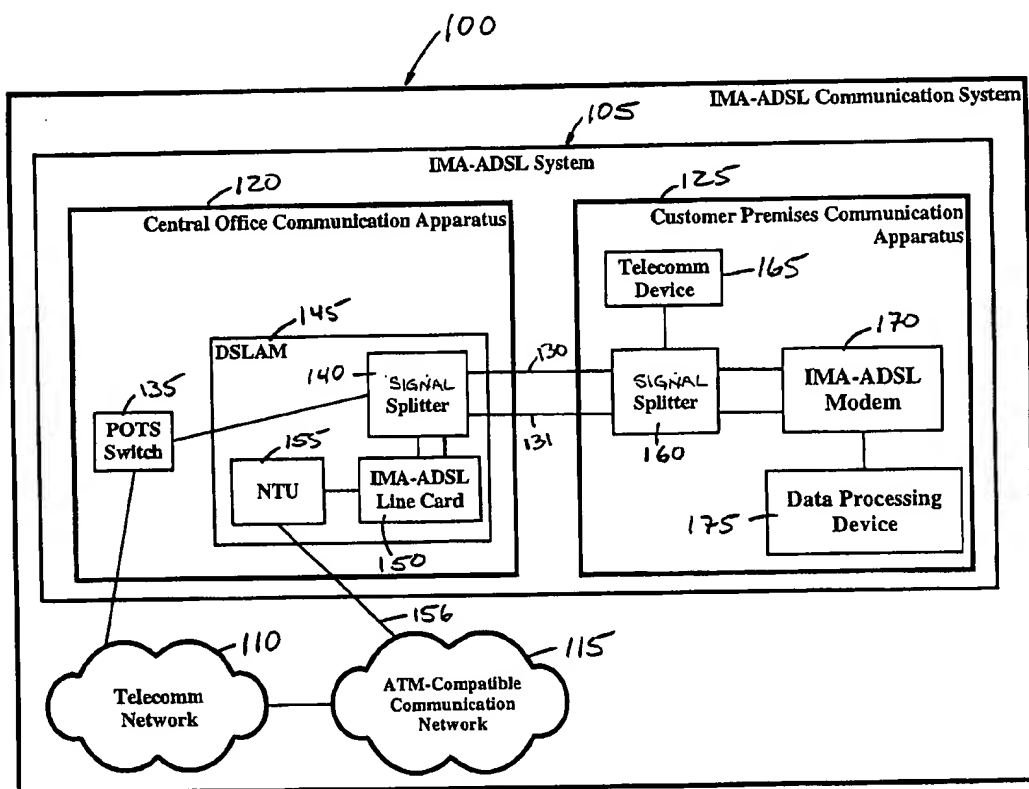 100
IMA-ADSL Communication System
105
IMA-ADSL System
120
Central Office Communication Apparatus
125
Customer Premises Communication
Apparatus
Telecomm
Device
165
145
DSLAM
140
SIGNAL
Splitter
130
131
SIGNAL
Splitter
160
170
IMA-ADSL
Modem
135
POTS
Switch
155
NTU
IMA-ADSL
Line Card
150
175
Data Processing
Device
156
110
Telecomm
Network
115
ATM-Compatible
Communication
Network